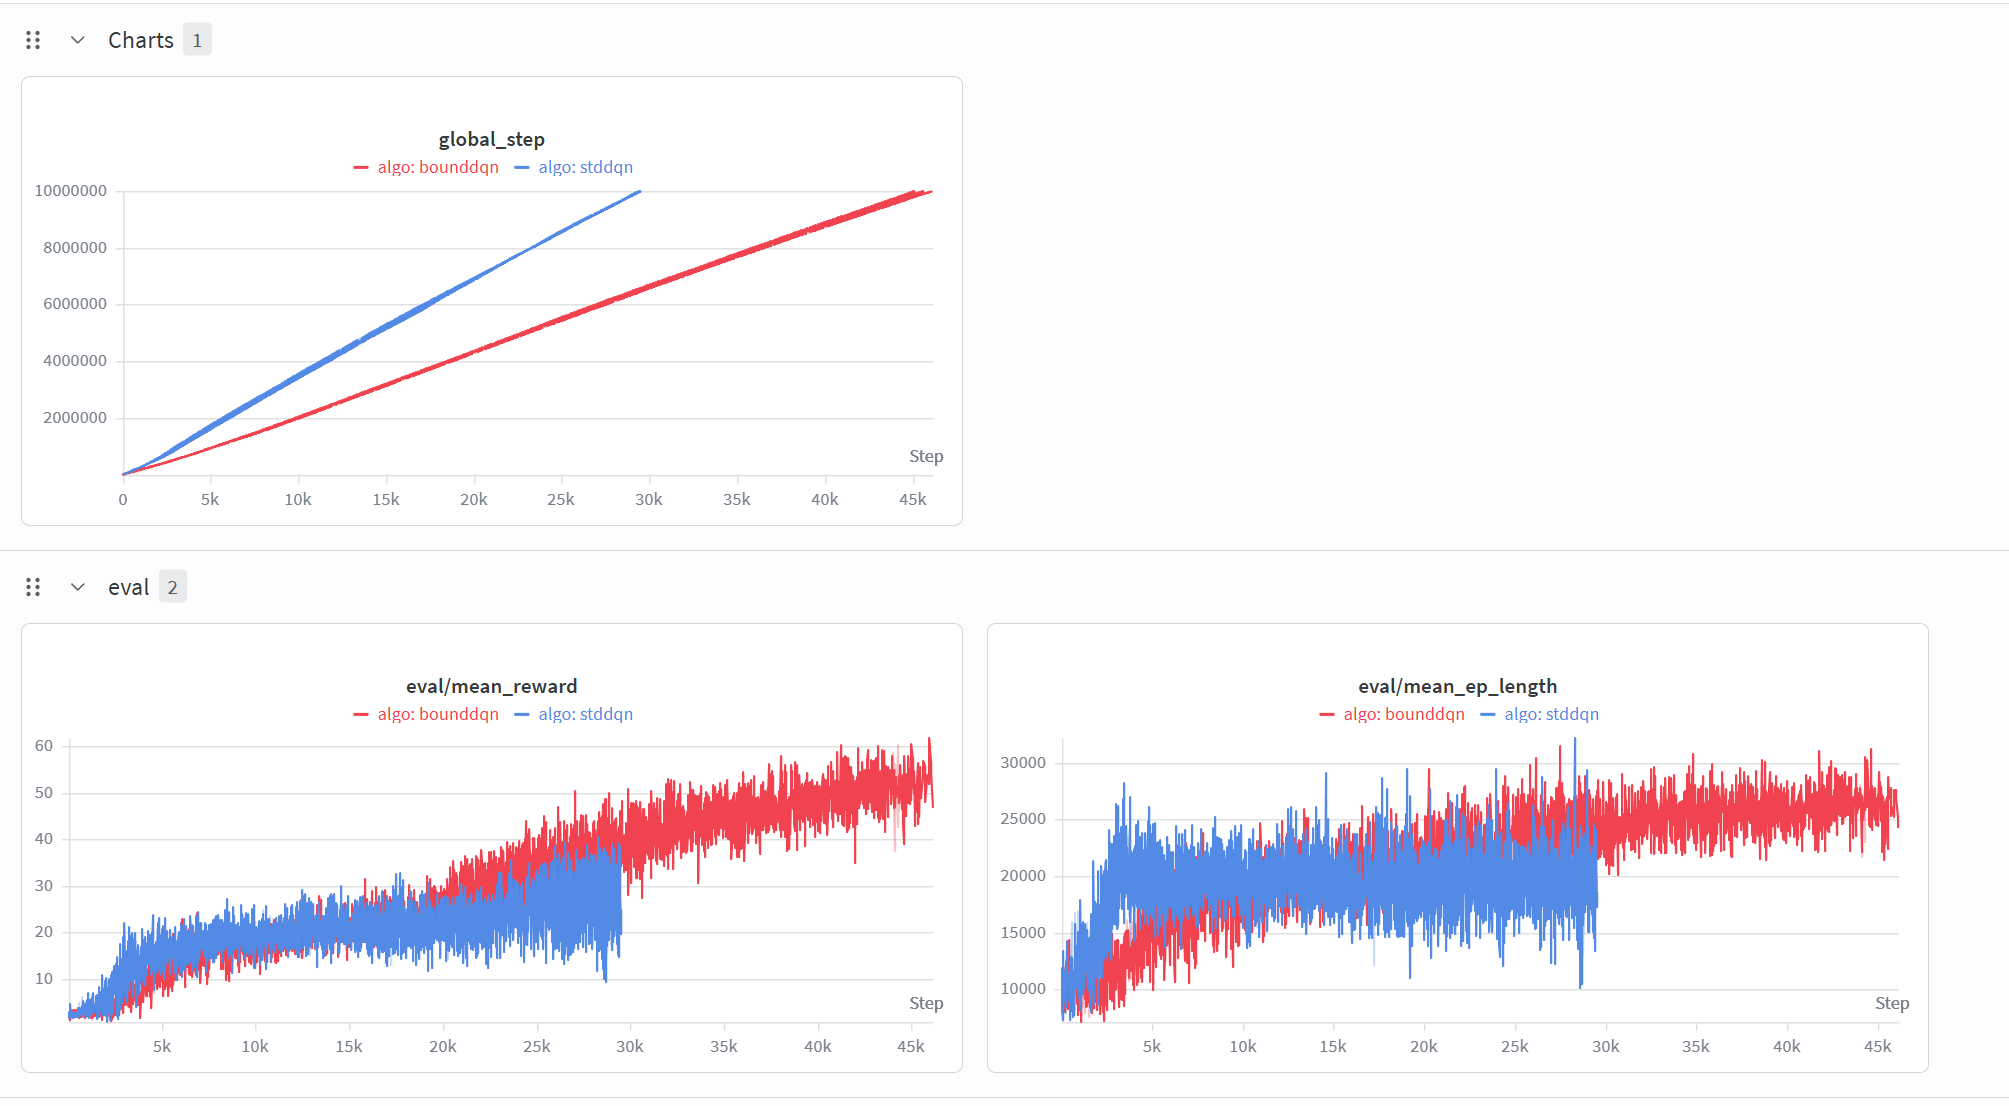 Charts 1
global_step
algo: bounddqn algo: stddqn
10000000
8000000
6000000
4000000
2000000
Step
0 5k 10k 15k 20k 25k 30k 35k 40k 45k
eval 2
eval/mean_reward
algo: bounddqn algo: stddqn
60
50
40
30
20
10
Step
5k 10k 15k 20k 25k 30k 35k 40k 45k
eval/mean_ep_length
algo: bounddqn algo: stddqn
30000
25000
20000
15000
10000
Step
5k 10k 15k 20k 25k 30k 35k 40k 45k